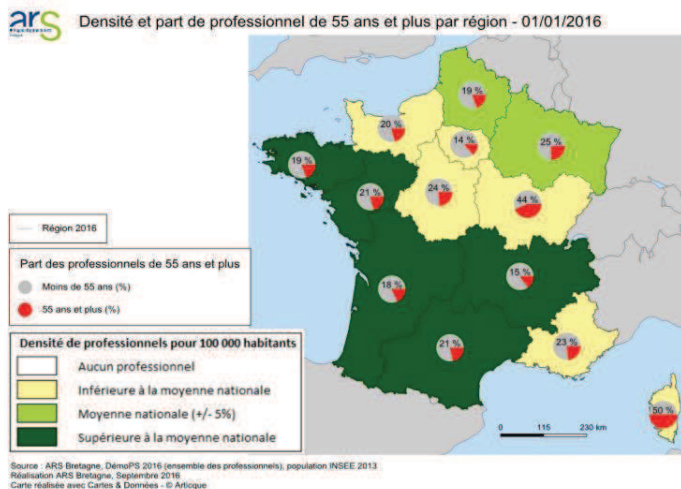 ars
Densité et part de professionnel de 55 ans et plus par région - 01/01/2016
19 %
20 %
14 %
25 %
19 %
21 %
24 %
44 %
18 %
15 %
21 %
23 %
50 %
Région 2016
Part des professionnels de 55 ans et plus
Moins de 55 ans (%)
55 ans et plus (%)
Densité de professionnels pour 100 000 habitants
Aucun professionnel
Inférieure à la moyenne nationale
Moyenne nationale (+/- 5%)
Supérieure à la moyenne nationale
0 115 230 km
Source : ARS Bretagne, DémoPS 2016 (ensemble des professionnels), population INSEE 2013
Réalisation ARS Bretagne, Septembre 2016
Carte réalisée avec Cartes & Données - © Articque